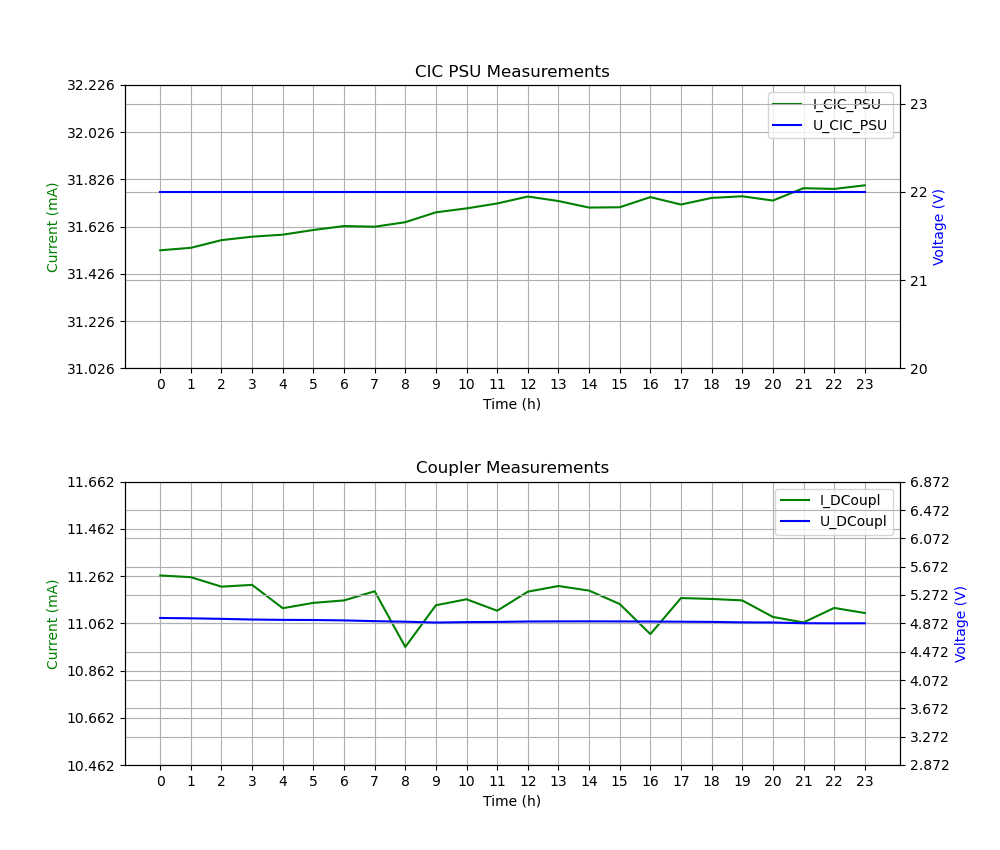 CIC PSU Measurements
32.226
32.026
31.826
31.626
31.426
31.226
31.026
Current (mA)
I_CIC_PSU
U_CIC_PSU
23
22
21
20
Voltage (V)
0 1 2 3 4 5 6 7 8 9 10 11 12 13 14 15 16 17 18 19 20 21 22 23
Time (h)
Coupler Measurements
11.662
11.462
11.262
11.062
10.862
10.662
10.462
Current (mA)
I_DCoupl
U_DCoupl
6.872
6.472
6.072
5.672
5.272
4.872
4.472
4.072
3.672
3.272
2.872
Voltage (V)
0 1 2 3 4 5 6 7 8 9 10 11 12 13 14 15 16 17 18 19 20 21 22 23
Time (h)